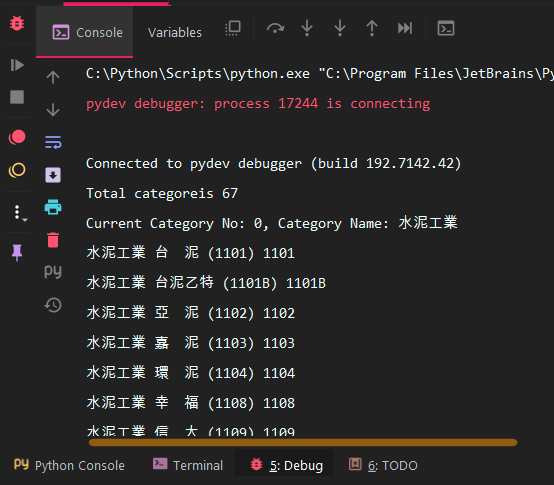 Console
Variables
C:\Python\Scripts\python.exe "C:\Program Files\JetBrains\Py
pydev debugger: process 17244 is connecting
Connected to pydev debugger (build 192.7142.42)
Total categoreis 67
Current Category No: 0, Category Name: 水泥工業
水泥工業 台　泥 (1101) 1101
水泥工業 台泥乙特 (1101B) 1101B
水泥工業 亞　泥 (1102) 1102
水泥工業 嘉　泥 (1103) 1103
水泥工業 環　泥 (1104) 1104
水泥工業 幸　福 (1108) 1108
水泥工業 信　大 (1109) 1109
Python Console
Terminal
5: Debug
6: TODO